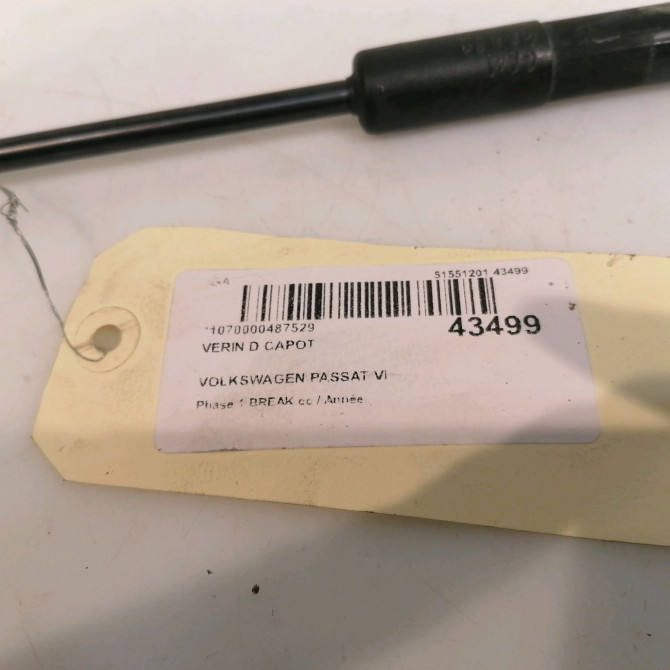 51551201 43499
*1070000487529
43499
VERIN D CAPOT
VOLKSWAGEN PASSAT VI
Phase 1 BREAK cc / Année